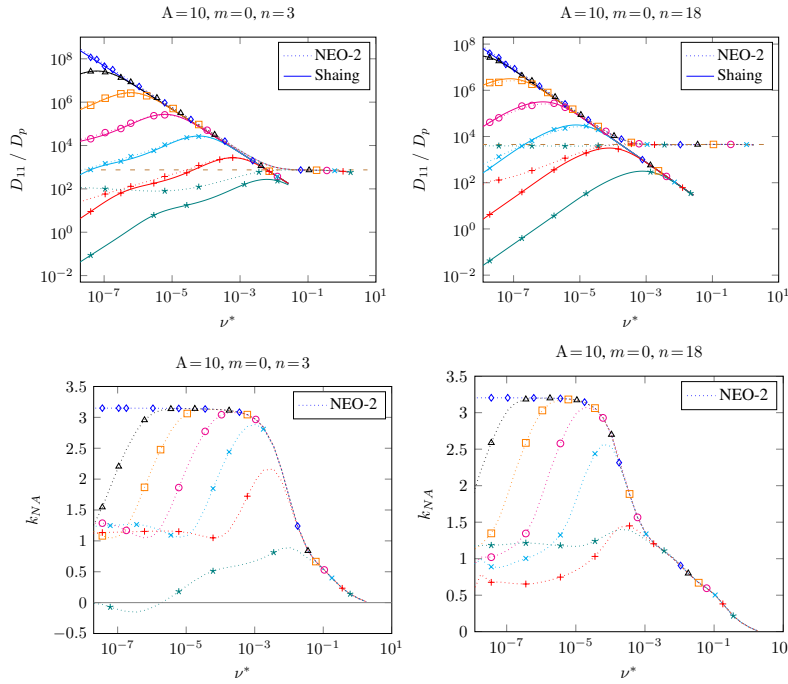 A=10, m=0, n=3
10^8
10^6
10^4
10^2
10^0
10^−2
D_11 / D_p
NEO-2
Shaing
10^−7
10^−5
10^−3
10^−1
10^1
ν*
A=10, m=0, n=18
10^8
10^6
10^4
10^2
10^0
10^−2
D_11 / D_p
NEO-2
Shaing
10^−7
10^−5
10^−3
10^−1
10^1
ν*
A=10, m=0, n=3
3.5
3
2.5
2
1.5
1
0.5
0
−0.5
k_NA
NEO-2
10^−7
10^−5
10^−3
10^−1
10^1
ν*
A=10, m=0, n=18
3.5
3
2.5
2
1.5
1
0.5
0
k_NA
NEO-2
10^−7
10^−5
10^−3
10^−1
10^1
ν*